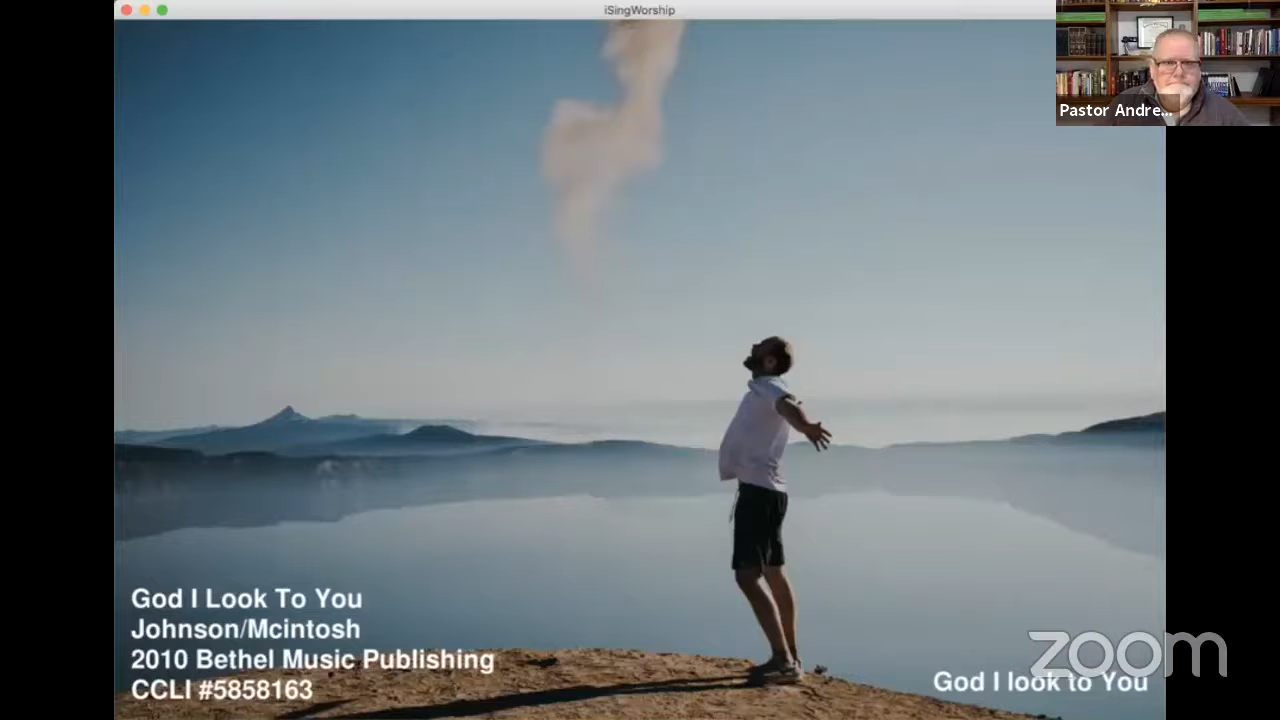 iSingWorship
Pastor Andre...
God I Look To You
Johnson/Mcintosh
2010 Bethel Music Publishing
CCLI #5858163
zoom
God I look to You